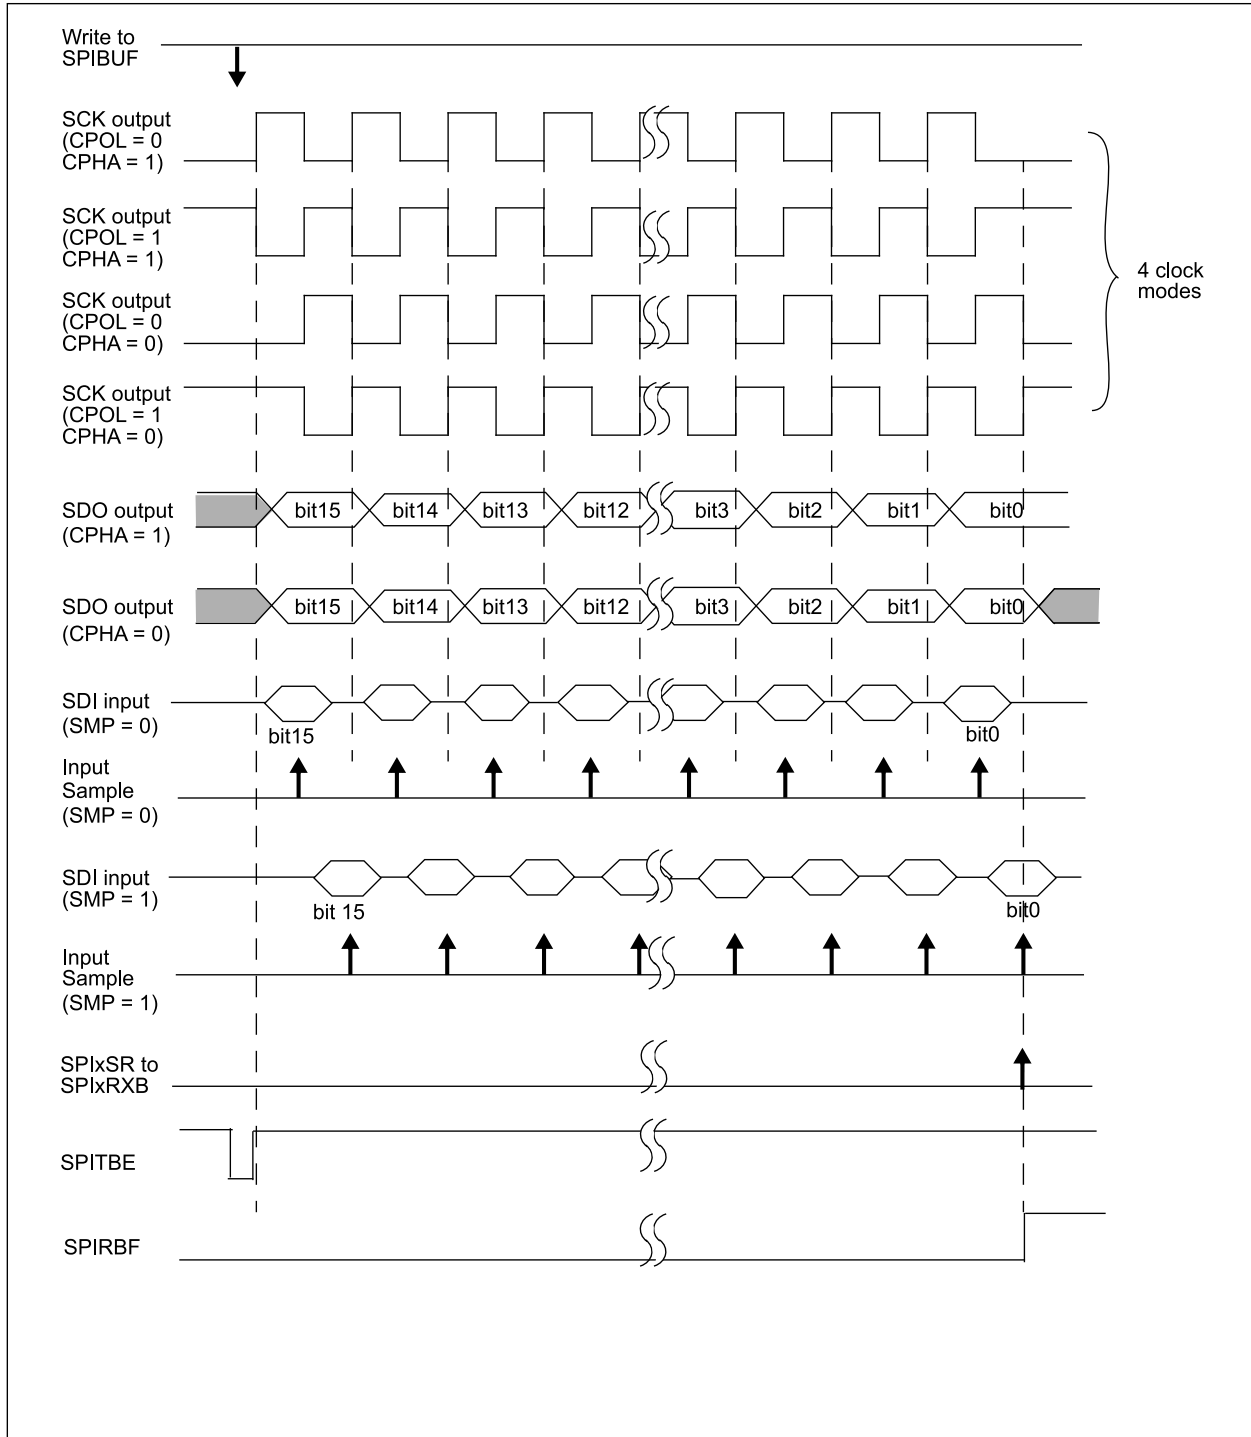 Write to
SPIBUF
SCK output
(CPOL = 0
CPHA = 1)
SCK output
(CPOL = 1
CPHA = 1)
SCK output
(CPOL = 0
CPHA = 0)
SCK output
(CPOL = 1
CPHA = 0)
4 clock
modes
SDO output
(CPHA = 1)
bit15 bit14 bit13 bit12 bit3 bit2 bit1 bit0
SDO output
(CPHA = 0)
bit15 bit14 bit13 bit12 bit3 bit2 bit1 bit0
SDI input
(SMP = 0)
bit15 bit0
Input
Sample
(SMP = 0)
SDI input
(SMP = 1)
bit 15 bit0
Input
Sample
(SMP = 1)
SPIxSR to
SPIxRXB
SPITBE
SPIRBF